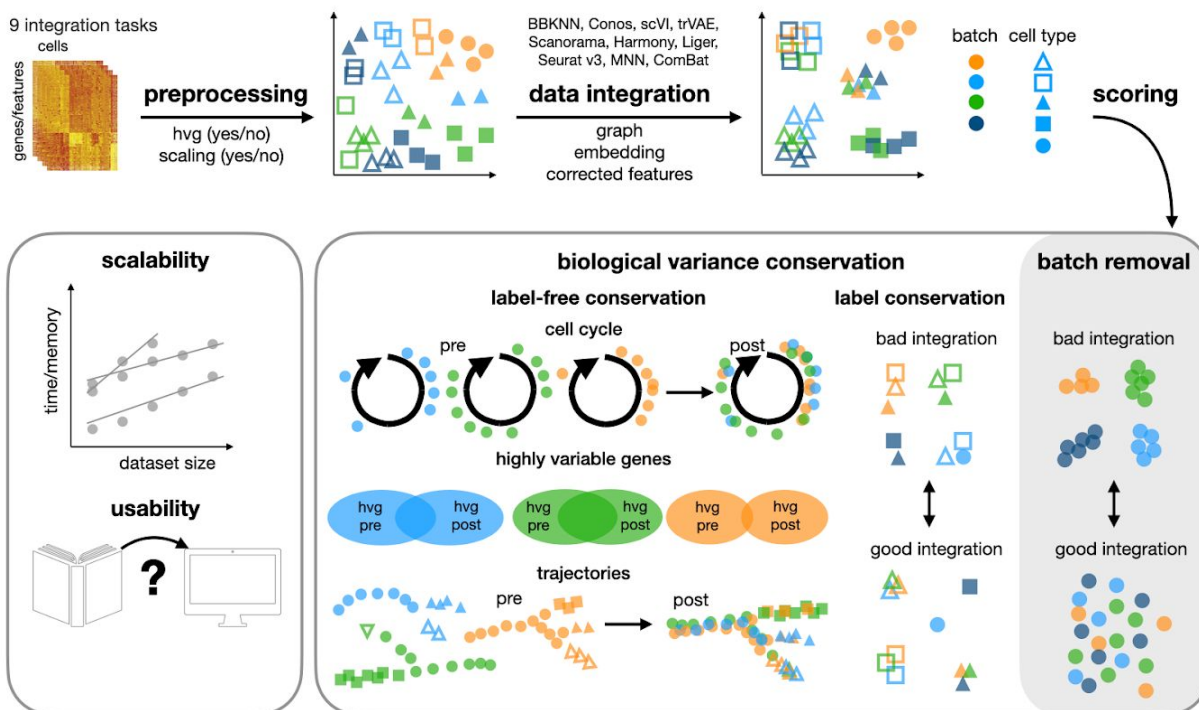 9 integration tasks
cells
genes/features
preprocessing
hvg (yes/no)
scaling (yes/no)
BBKNN, Conos, scVI, trVAE,
Scanorama, Harmony, Liger,
Seurat v3, MNN, ComBat
data integration
graph
embedding
corrected features
batch
cell type
scoring
scalability
time/memory
dataset size
usability
?
biological variance conservation
label-free conservation
cell cycle
pre
post
highly variable genes
hvg
pre
hvg
post
hvg
pre
hvg
post
hvg
pre
hvg
post
trajectories
pre
post
label conservation
bad integration
good integration
batch removal
bad integration
good integration